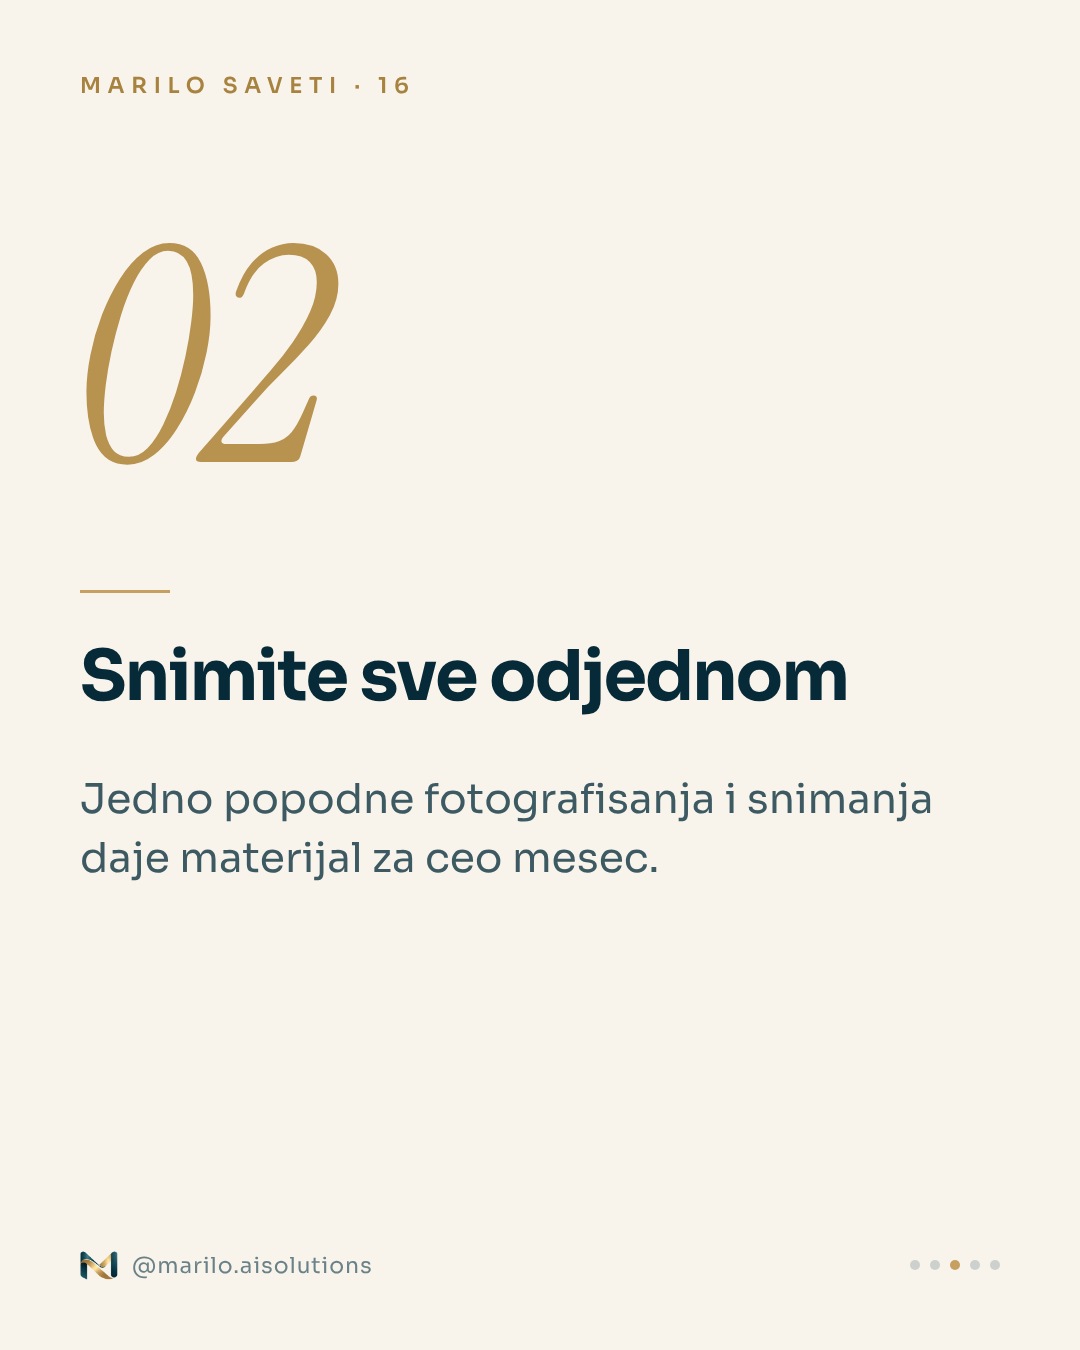 MARILO SAVETI · 16
02
Snimite sve odjednom
Jedno popodne fotografisanja i snimanja
daje materijal za ceo mesec.
@marilo.aisolutions